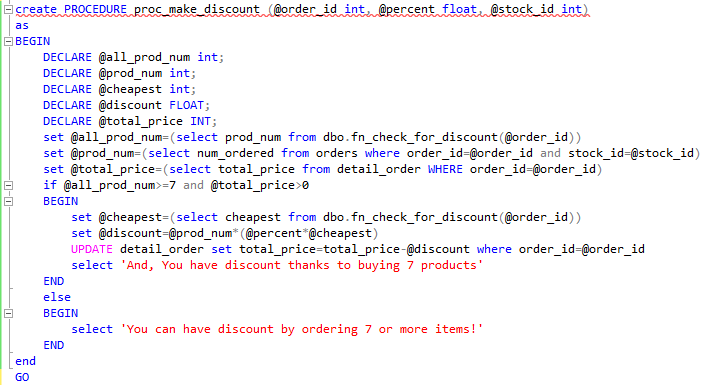 create PROCEDURE proc_make_discount (@order_id int, @percent float, @stock_id int)
as
BEGIN
    DECLARE @all_prod_num int;
    DECLARE @prod_num int;
    DECLARE @cheapest int;
    DECLARE @discount FLOAT;
    DECLARE @total_price INT;
    set @all_prod_num=(select prod_num from dbo.fn_check_for_discount(@order_id))
    set @prod_num=(select num_ordered from orders where order_id=@order_id and stock_id=@stock_id)
    set @total_price=(select total_price from detail_order WHERE order_id=@order_id)
    if @all_prod_num>=7 and @total_price>0
    BEGIN
        set @cheapest=(select cheapest from dbo.fn_check_for_discount(@order_id))
        set @discount=@prod_num*(@percent*@cheapest)
        UPDATE detail_order set total_price=total_price-@discount where order_id=@order_id
        select 'And, You have discount thanks to buying 7 products'
    END
    else
    BEGIN
        select 'You can have discount by ordering 7 or more items!'
    END
end
GO